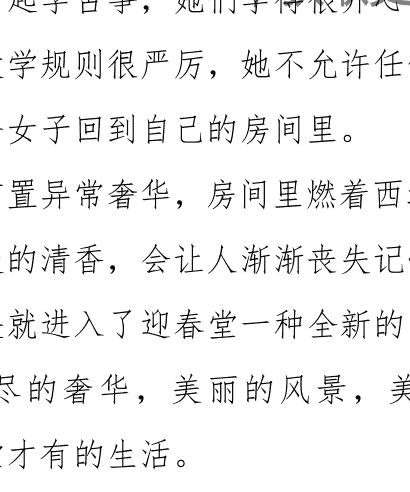 起学古筝，她们学得很
学规则很严厉，她不允许任
女子回到自己的房间里。
置异常奢华，房间里燃着西
的清香，会让人渐渐丧失记
就进入了迎春堂一种全新的
尽的奢华，美丽的风景，美
才有的生活。